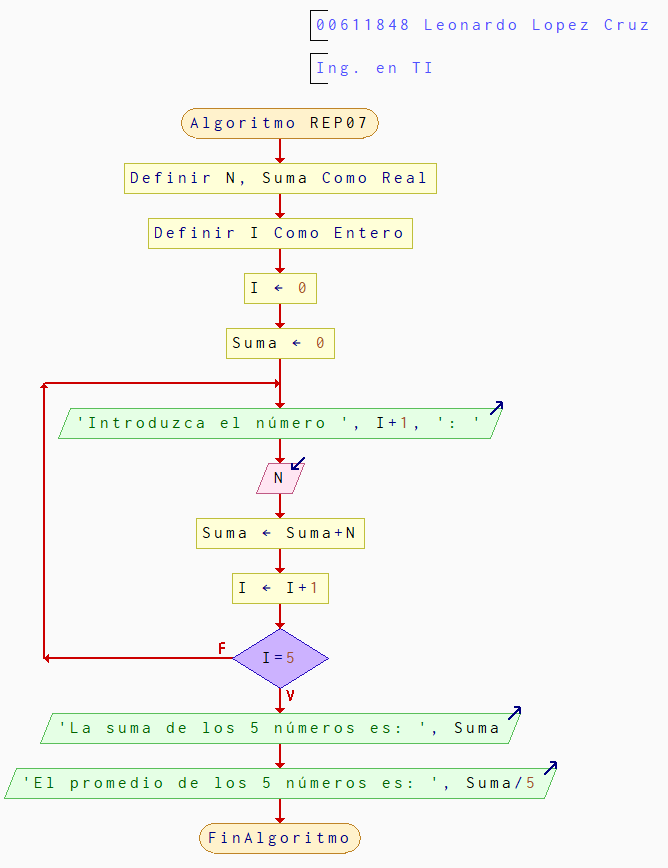 00611848 Leonardo Lopez Cruz
Ing. en TI
Algoritmo REP07
Definir N, Suma Como Real
Definir I Como Entero
I ← 0
Suma ← 0
'Introduzca el número ', I+1, ': '
N
Suma ← Suma+N
I ← I+1
F
I=5
V
'La suma de los 5 números es: ', Suma
'El promedio de los 5 números es: ', Suma/5
FinAlgoritmo